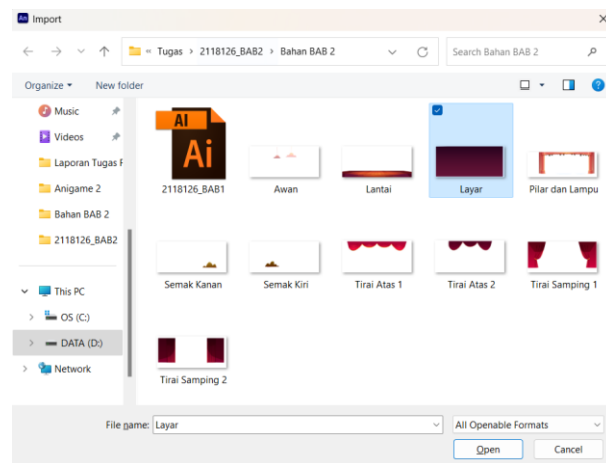 An Import
« Tugas > 2118126_BAB2 > Bahan BAB 2
Search Bahan BAB 2
Organize
New folder
Music
Videos
Laporan Tugas F
Anigame 2
Bahan BAB 2
2118126_BAB2
This PC
OS (C:)
DATA (D:)
Network
AI
Ai
2118126_BAB1
Awan
Lantai
Layar
Pilar dan Lampu
Semak Kanan
Semak Kiri
Tirai Atas 1
Tirai Atas 2
Tirai Samping 1
Tirai Samping 2
File name: Layar
All Openable Formats
Open
Cancel